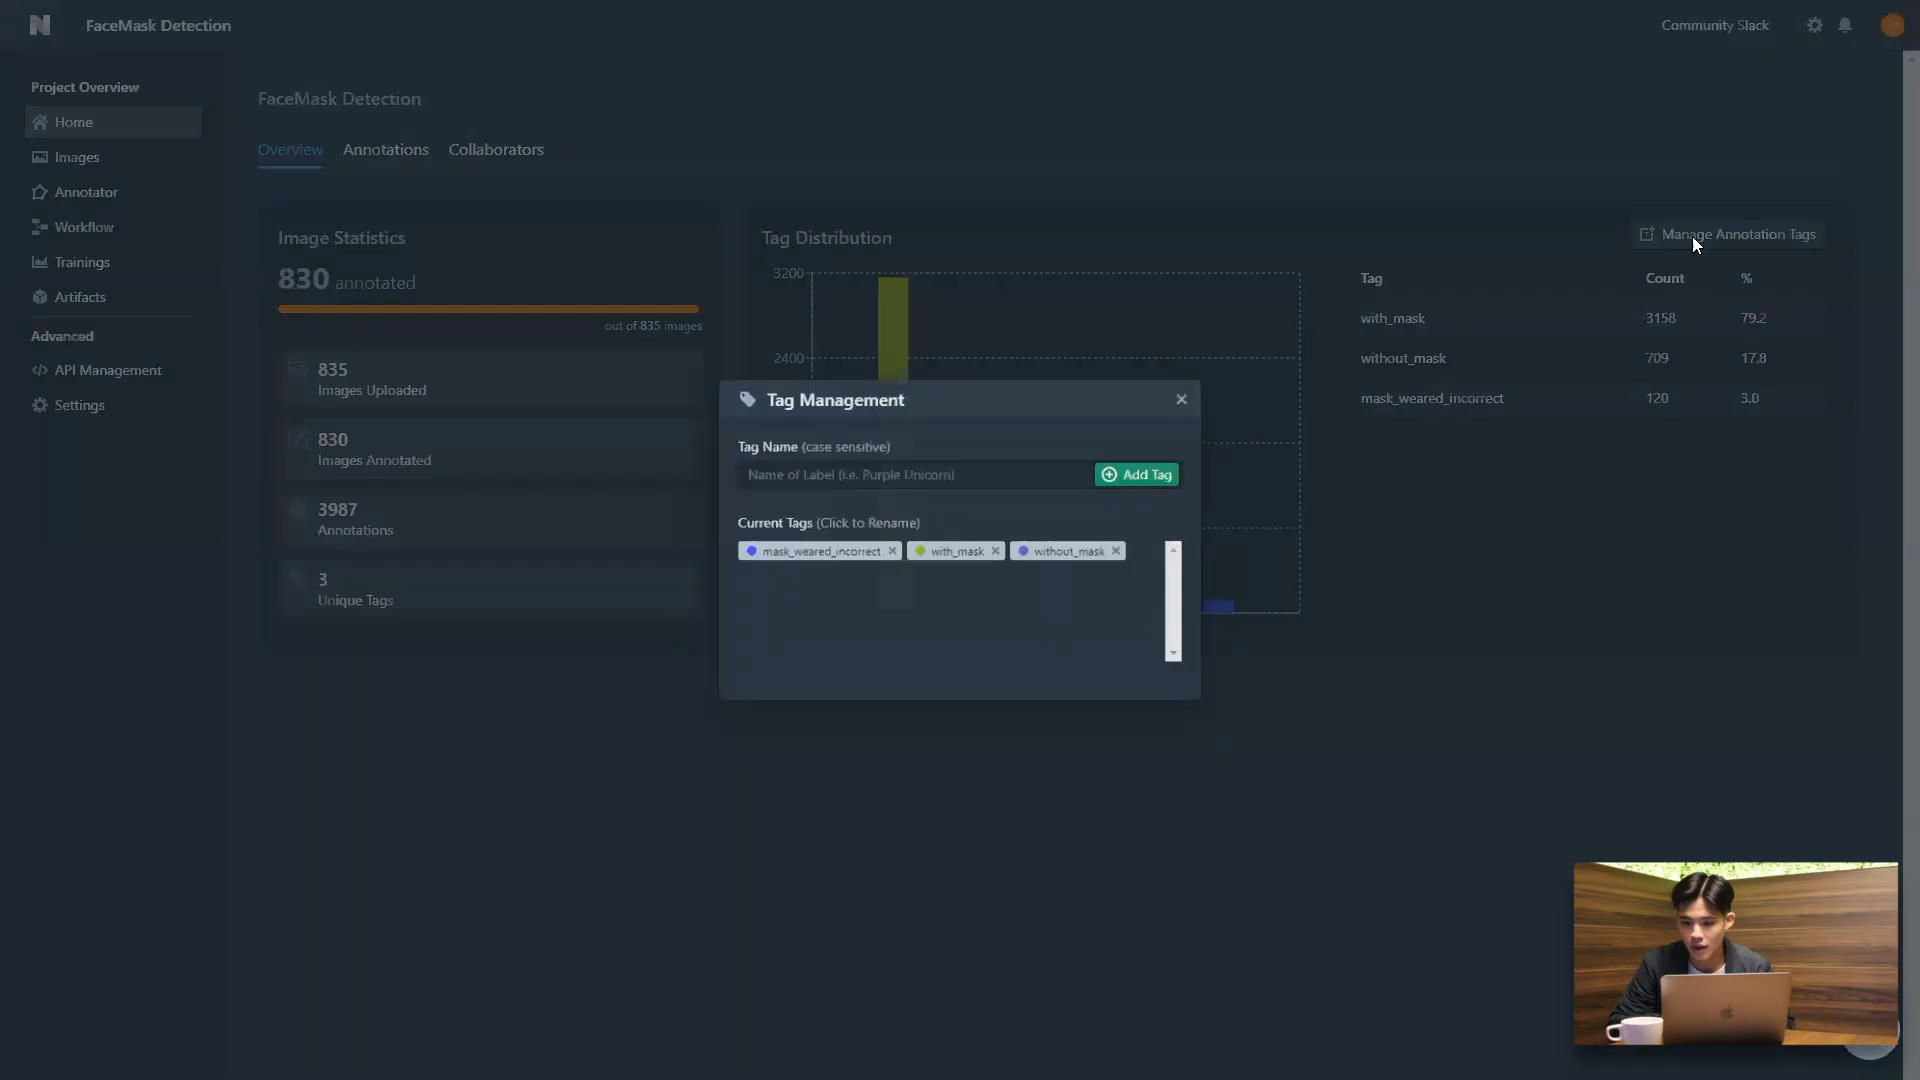 FaceMask Detection
Community Slack
Project Overview
Home
Images
Annotator
Workflow
Trainings
Artifacts
Advanced
API Management
Settings
FaceMask Detection
Overview Annotations Collaborators
Image Statistics
830 annotated
out of 835 images
835
Images Uploaded
830
Images Annotated
3987
Annotations
3
Unique Tags
Tag Distribution
3200
2400
Manage Annotation Tags
Tag Count %
with_mask 3158 79.2
without_mask 709 17.8
mask_weared_incorrect 120 3.0
Tag Management
Tag Name (case sensitive)
Name of Label (i.e. Purple Unicorn)
Add Tag
Current Tags (Click to Rename)
mask_weared_incorrect with_mask without_mask